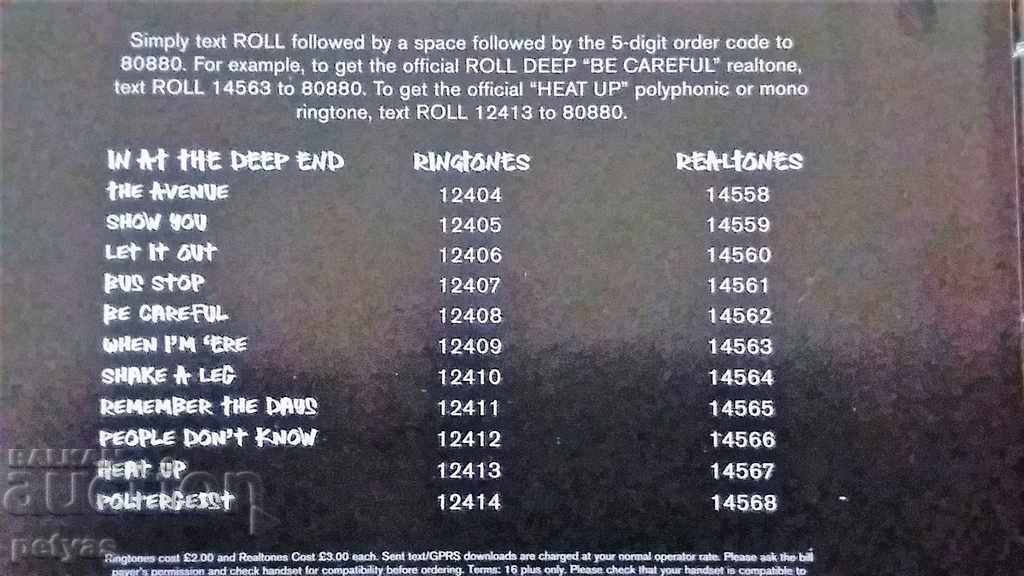 Simply text ROLL followed by a space followed by the 5-digit order code to
80880. For example, to get the official ROLL DEEP "BE CAREFUL" realtone,
text ROLL 14563 to 80880. To get the official "HEAT UP" polyphonic or mono
ringtone, text ROLL 12413 to 80880.
IN AT THE DEEP END RINGTONES REALTONES
THE AVENUE 12404 14558
SHOW YOU 12405 14559
LET IT OUT 12406 14560
BUS STOP 12407 14561
BE CAREFUL 12408 14562
WHEN I'M 'ERE 12409 14563
SHAKE A LEG 12410 14564
REMEMBER THE DAYS 12411 14565
PEOPLE DON'T KNOW 12412 14566
HEAT UP 12413 14567
POLTERGEIST 12414 14568
BALKAN
auction
petyas
Ringtones cost £2.00 and Realtones Cost £3.00 each. Sent text/GPRS downloads are charged at your normal operator rate. Please ask the bill
payer's permission and check handset for compatibility before ordering. Terms: 16 plus only. Please check that your handset is compatible to